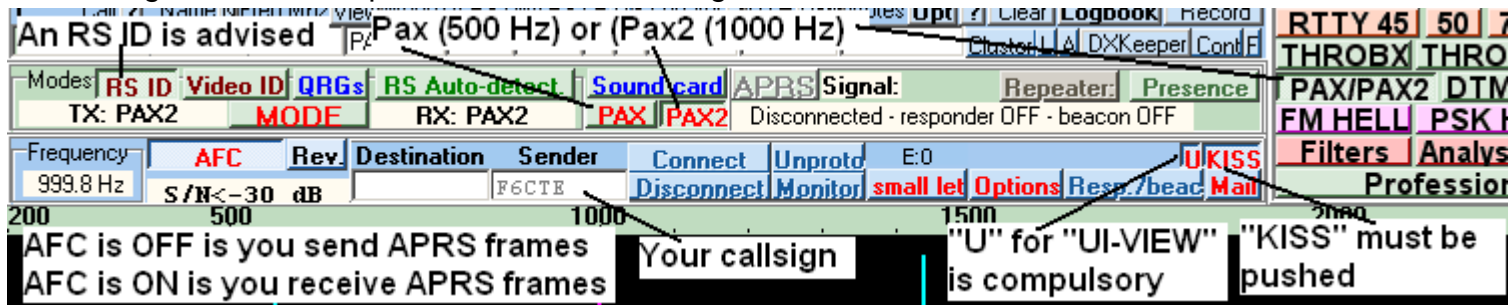 Clear Logbook Record
An RS ID is advised
Pax (500 Hz) or (Pax2 (1000 Hz)
Cluster L A DXKeeper Cont F
RTTY 45 50
THROBX THRO
Modes RS ID Video ID QRGs RS Auto-detect. Sound card APRS Signal: Repeater: Presence
PAX/PAX2 DTM
TX: PAX2 MODE RX: PAX2 PAX PAX2 Disconnected - responder OFF - beacon OFF
FM HELL PSK H
Frequency AFC Rev. Destination Sender Connect Unproto E:0 U KISS
Filters Analys
999.8 Hz S/N<-30 dB F6CTE Disconnect Monitor small let Options Resp./beac Mail
Profession
200 500 1000 1500 2000
AFC is OFF is you send APRS frames
AFC is ON is you receive APRS frames
Your callsign
"U" for "UI-VIEW"
is compulsory
"KISS" must be
pushed